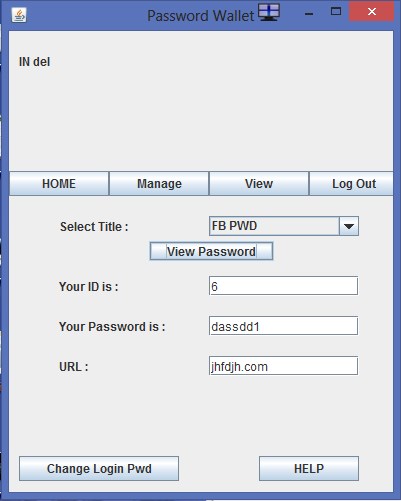 Password Wallet
IN del
HOME Manage View Log Out
Select Title : FB PWD
View Password
Your ID is : 6
Your Password is : dassdd1
URL : jhfdjh.com
Change Login Pwd HELP